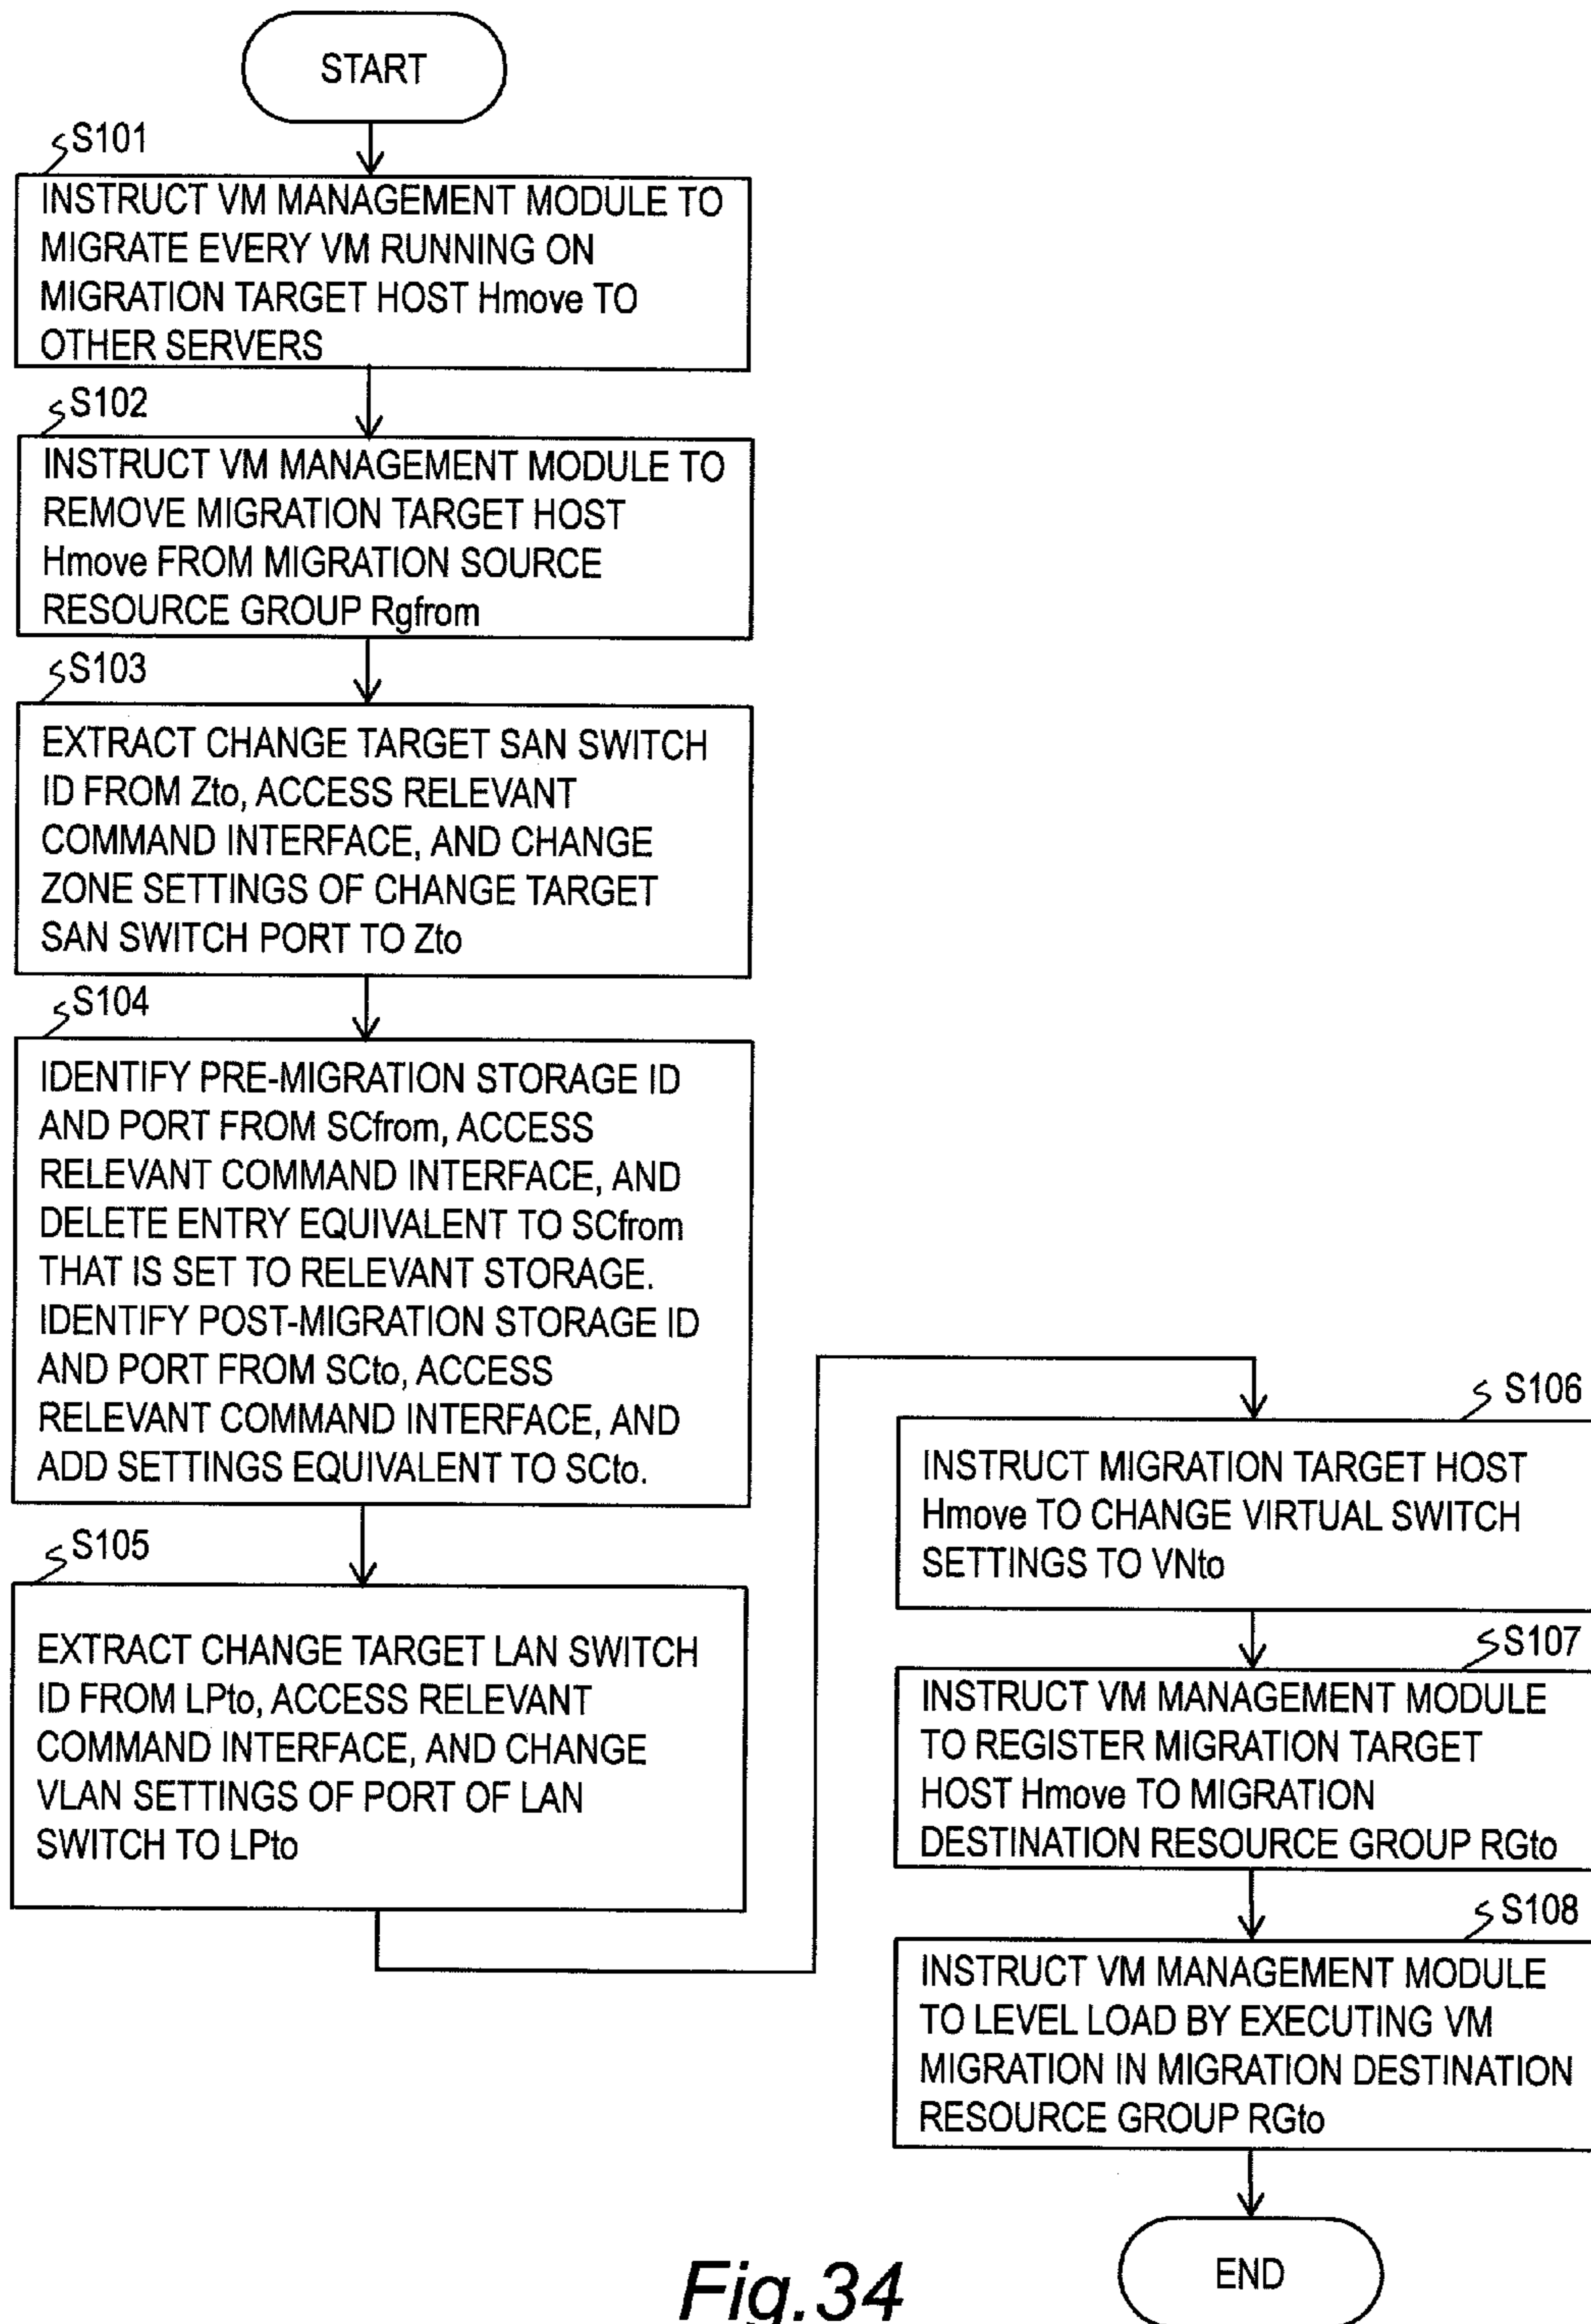 START
S101
INSTRUCT VM MANAGEMENT MODULE TO
MIGRATE EVERY VM RUNNING ON
MIGRATION TARGET HOST Hmove TO
OTHER SERVERS
S102
INSTRUCT VM MANAGEMENT MODULE TO
REMOVE MIGRATION TARGET HOST
Hmove FROM MIGRATION SOURCE
RESOURCE GROUP Rgfrom
S103
EXTRACT CHANGE TARGET SAN SWITCH
ID FROM Zto, ACCESS RELEVANT
COMMAND INTERFACE, AND CHANGE
ZONE SETTINGS OF CHANGE TARGET
SAN SWITCH PORT TO Zto
S104
IDENTIFY PRE-MIGRATION STORAGE ID
AND PORT FROM SCfrom, ACCESS
RELEVANT COMMAND INTERFACE, AND
DELETE ENTRY EQUIVALENT TO SCfrom
THAT IS SET TO RELEVANT STORAGE.
IDENTIFY POST-MIGRATION STORAGE ID
AND PORT FROM SCto, ACCESS
RELEVANT COMMAND INTERFACE, AND
ADD SETTINGS EQUIVALENT TO SCto.
S105
EXTRACT CHANGE TARGET LAN SWITCH
ID FROM LPto, ACCESS RELEVANT
COMMAND INTERFACE, AND CHANGE
VLAN SETTINGS OF PORT OF LAN
SWITCH TO LPto
S106
INSTRUCT MIGRATION TARGET HOST
Hmove TO CHANGE VIRTUAL SWITCH
SETTINGS TO VNto
S107
INSTRUCT VM MANAGEMENT MODULE
TO REGISTER MIGRATION TARGET
HOST Hmove TO MIGRATION
DESTINATION RESOURCE GROUP RGto
S108
INSTRUCT VM MANAGEMENT MODULE
TO LEVEL LOAD BY EXECUTING VM
MIGRATION IN MIGRATION DESTINATION
RESOURCE GROUP RGto
END
Fig.34